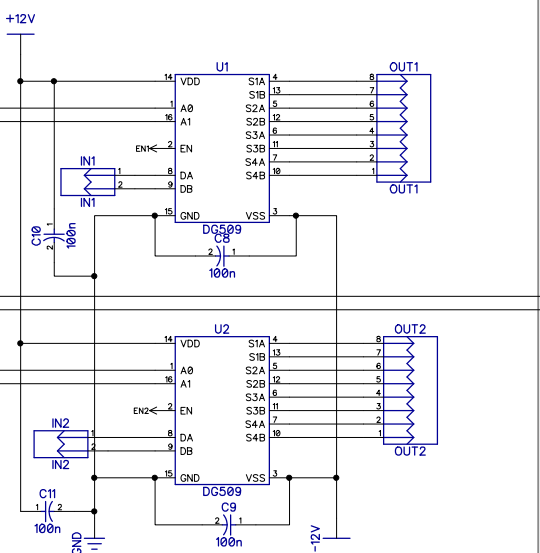 +12V
U1
OUT1
14 VDD S1A 4 8
S1B 13 7
1 A0 S2A 5 6
16 A1 S2B 12 5
S3A 6 4
EN1 2 EN S3B 11 3
IN1 S4A 7 2
1 8 DA S4B 10 1
2 9 DB
IN1 OUT1
15 GND VSS 3
DG509
C10 1 2 100n
C8
2 1
100n
U2
OUT2
14 VDD S1A 4 8
S1B 13 7
1 A0 S2A 5 6
16 A1 S2B 12 5
S3A 6 4
EN2 2 EN S3B 11 3
IN2 S4A 7 2
1 8 DA S4B 10 1
2 9 DB
IN2 OUT2
15 GND VSS 3
DG509
C11
1 2
100n
C9
2 1
100n
GND
-12V